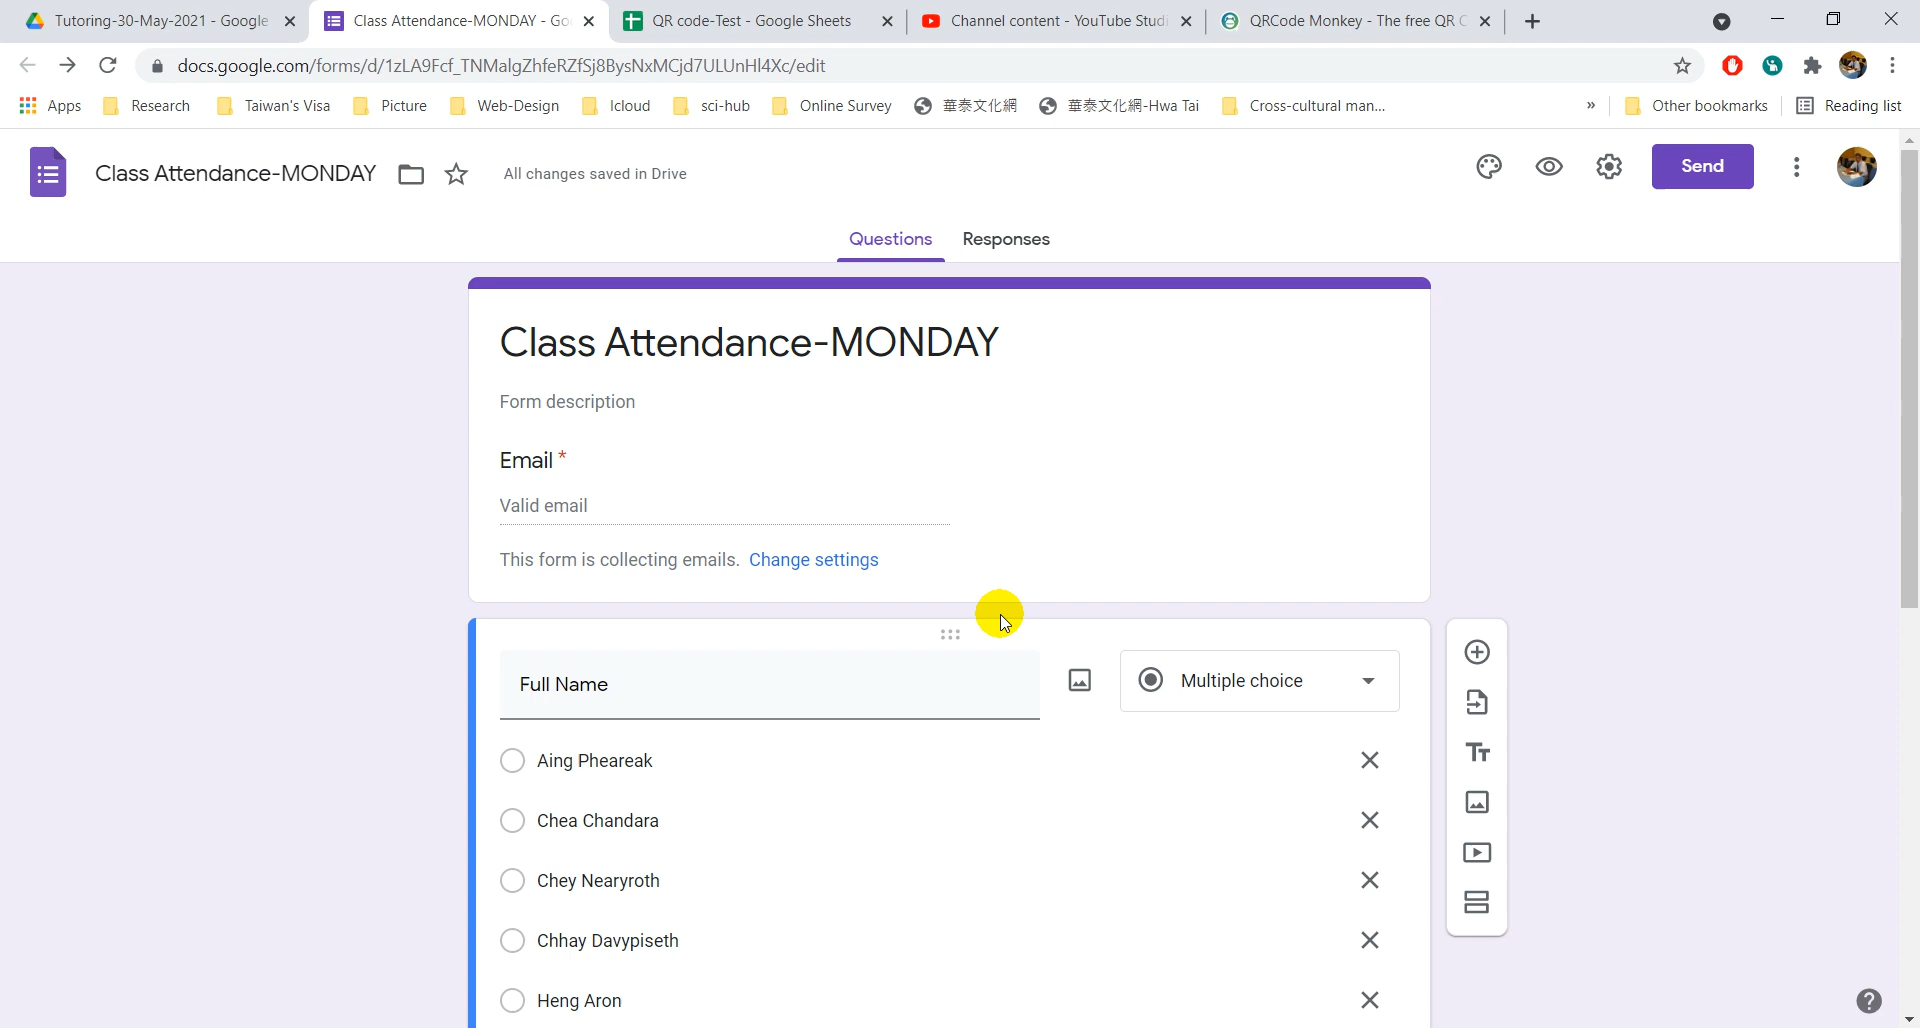 Tutoring-30-May-2021 - Google
Class Attendance-MONDAY - Go
QR code-Test - Google Sheets
Channel content - YouTube Studi
QRCode Monkey - The free QR C
docs.google.com/forms/d/1zLA9Fcf_TNMalgZhfeRZfSj8BysNxMCjd7ULUnHl4Xc/edit
Apps
Research
Taiwan's Visa
Picture
Web-Design
Icloud
sci-hub
Online Survey
華泰文化網
華泰文化網-Hwa Tai
Cross-cultural man...
»
Other bookmarks
Reading list
Class Attendance-MONDAY
All changes saved in Drive
Send
Questions
Responses
Class Attendance-MONDAY
Form description
Email *
Valid email
This form is collecting emails. Change settings
Full Name
Multiple choice
Aing Pheareak
Chea Chandara
Chey Nearyroth
Chhay Davypiseth
Heng Aron